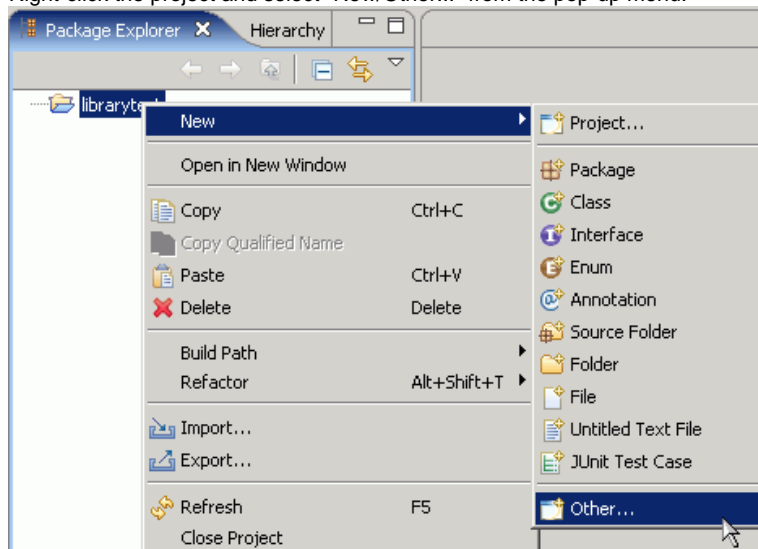 Right-click the project and select "New/Other..." from the pop-up menu.
Package Explorer Hierarchy
New
Open in New Window
Copy Ctrl+C
Copy Qualified Name
Paste Ctrl+V
Delete Delete
Build Path
Refactor Alt+Shift+T
Import...
Export...
Refresh F5
Close Project
Project...
Package
Class
Interface
Enum
Annotation
Source Folder
Folder
File
Untitled Text File
JUnit Test Case
Other...